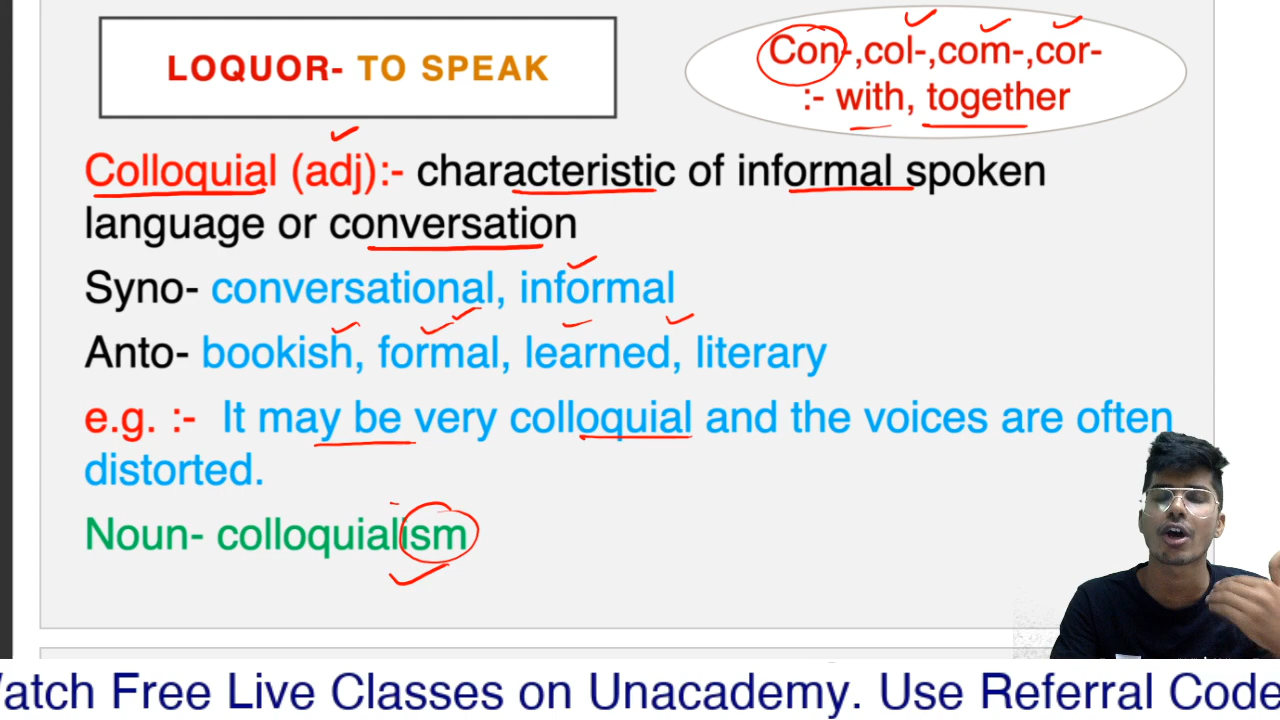 LOQUOR- TO SPEAK
Con-,col-,com-,cor-
:- with, together
Colloquial (adj):- characteristic of informal spoken
language or conversation
Syno- conversational, informal
Anto- bookish, formal, learned, literary
e.g. :- It may be very colloquial and the voices are often
distorted.
Noun- colloquialism
Watch Free Live Classes on Unacademy. Use Referral Code